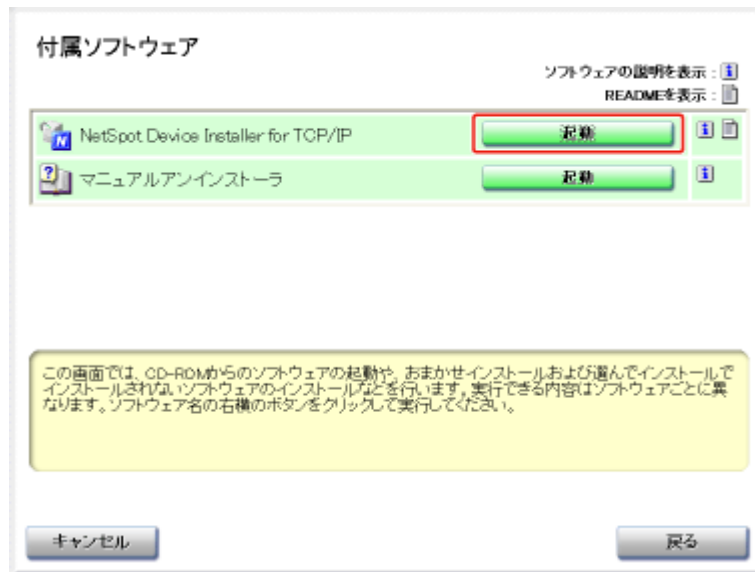 付属ソフトウェア
ソフトウェアの説明を表示 : i
READMEを表示 :
NetSpot Device Installer for TCP/IP 起動 i
マニュアルアンインストーラ 起動 i
この画面では、CD-ROMからのソフトウェアの起動や、おまかせインストールおよび選んでインストールで
インストールされないソフトウェアのインストールなどを行います。実行できる内容はソフトウェアごとに異
なります。ソフトウェア名の右横のボタンをクリックして実行してください。
キャンセル 戻る